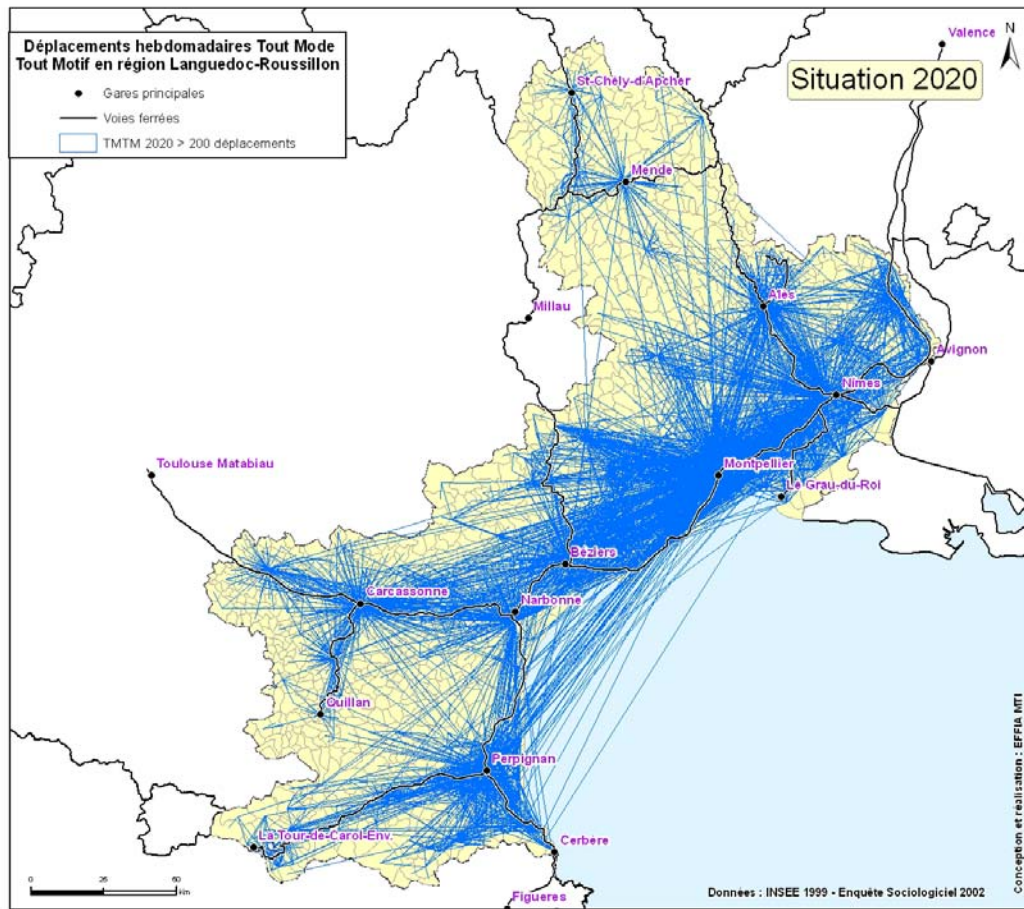 Déplacements hebdomadaires Tout Mode
Tout Motif en région Languedoc-Roussillon
Gares principales
Voies ferrées
TMTM 2020 > 200 déplacements
Situation 2020
N
Valence
St-Chély-d'Apcher
Mende
Millau
Alès
Avignon
Nîmes
Toulouse Matabiau
Montpellier
Le Grau-du-Roi
Béziers
Carcassonne
Narbonne
Quillan
Perpignan
La Tour-de-Carol-Env.
Cerbère
Figueres
0 25 50
Km
Données : INSEE 1999 - Enquête Sociologiciel 2002
Conception et réalisation : EFFIA MTI